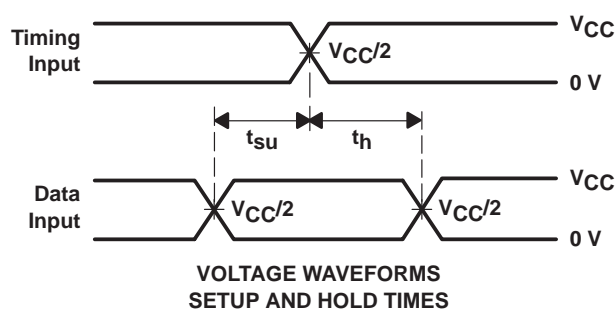 Timing
Input
VCC
VCC/2
0 V
tsu
th
Data
Input
VCC
VCC/2
VCC/2
0 V
VOLTAGE WAVEFORMS
SETUP AND HOLD TIMES